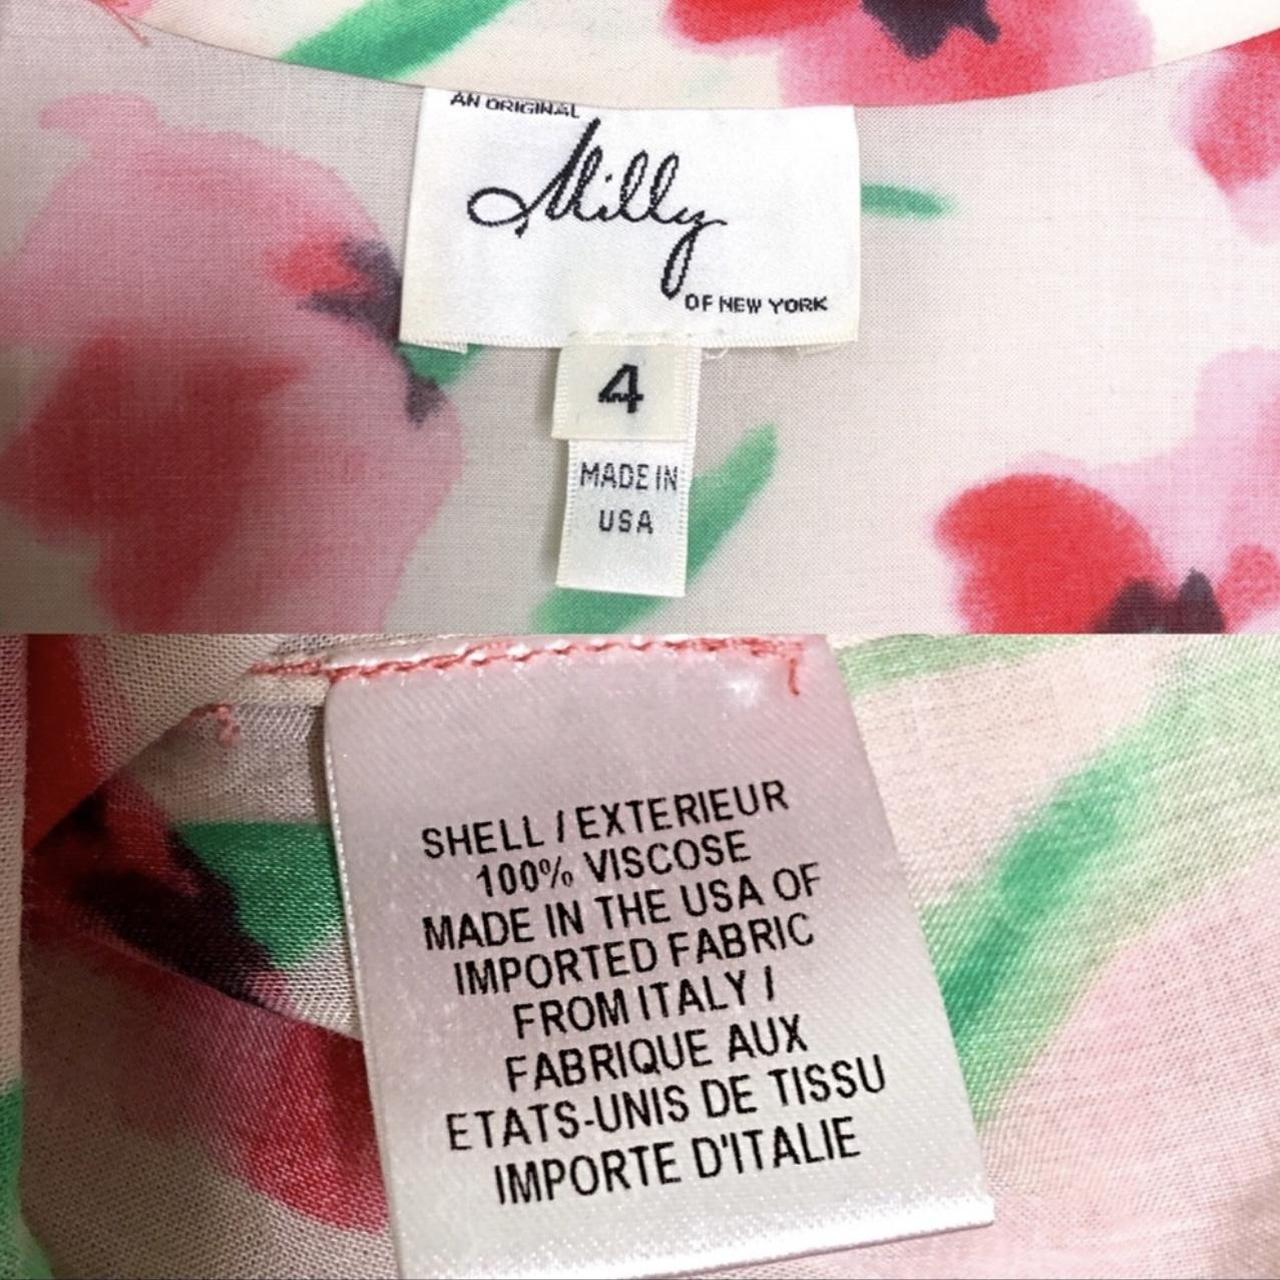 AN ORIGINAL
Milly
OF NEW YORK
4
MADE IN
USA
SHELL / EXTERIEUR
100% VISCOSE
MADE IN THE USA OF
IMPORTED FABRIC
FROM ITALY /
FABRIQUE AUX
ETATS-UNIS DE TISSU
IMPORTE D'ITALIE